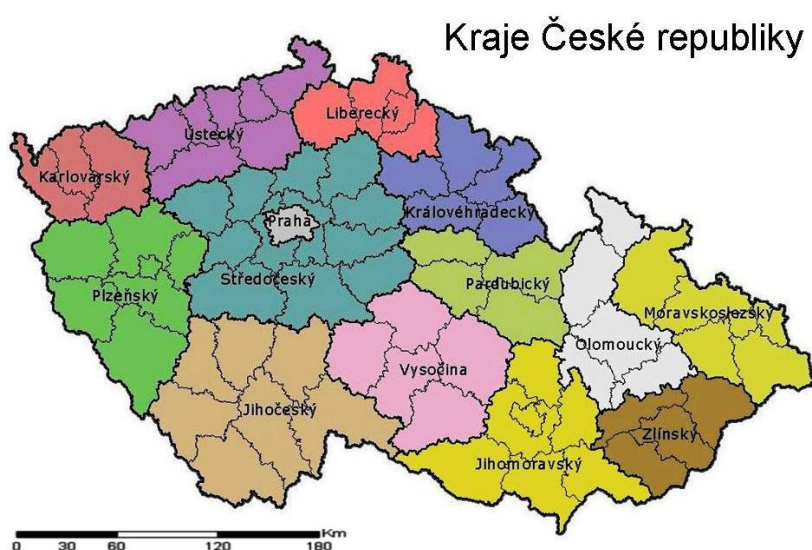 Kraje České republiky
Ústecký
Liberecký
Karlovarský
Praha
Královéhradecký
Plzeňský
Středočeský
Pardubický
Moravskoslezský
Olomoucký
Vysočina
Jihočeský
Zlínský
Jihomoravský
Km
0 30 60 120 180